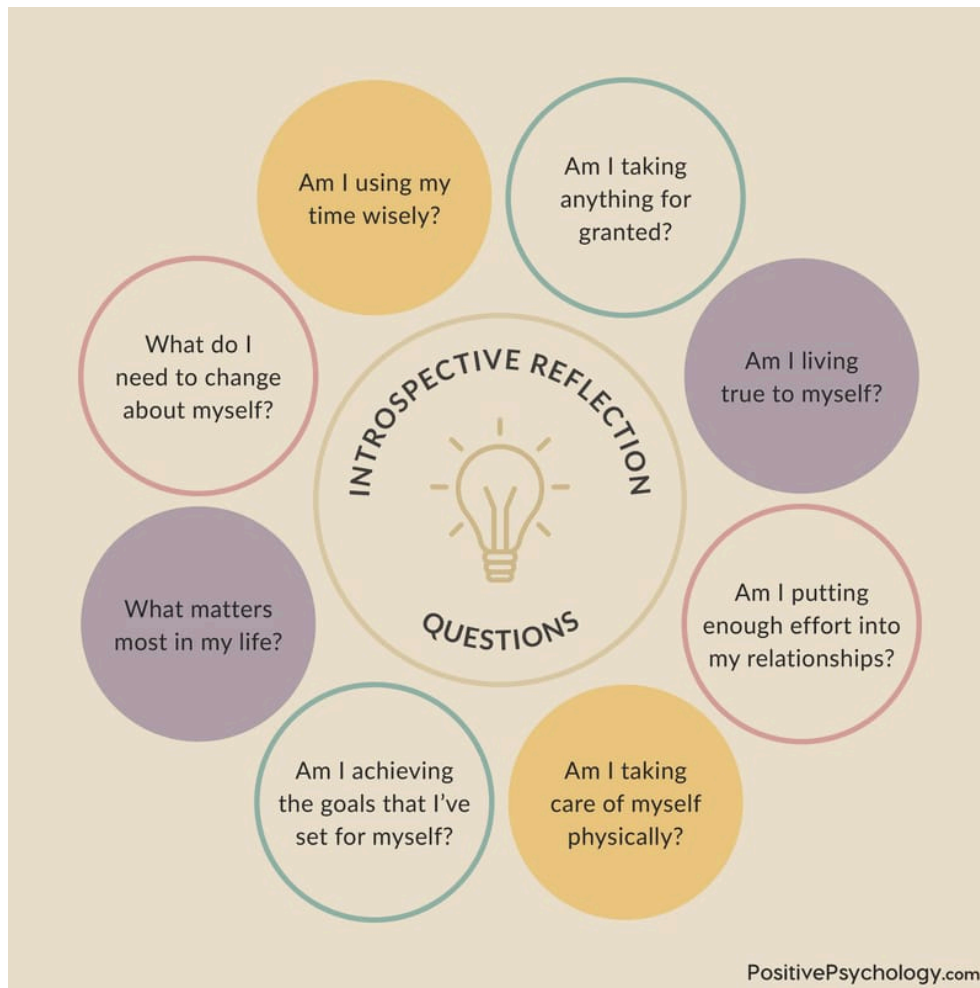 INTROSPECTIVE REFLECTION
QUESTIONS
Am I using my
time wisely?
Am I taking
anything for
granted?
Am I living
true to myself?
Am I putting
enough effort into
my relationships?
Am I taking
care of myself
physically?
Am I achieving
the goals that I've
set for myself?
What matters
most in my life?
What do I
need to change
about myself?
PositivePsychology.com